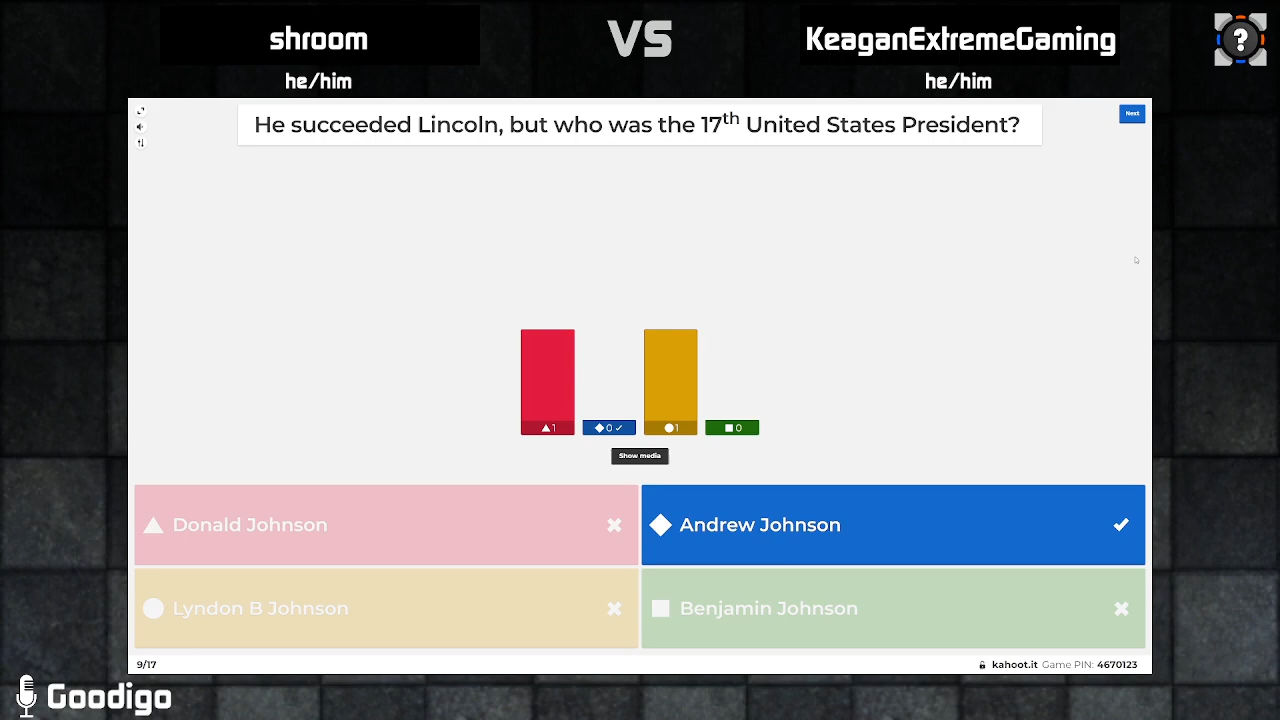 shroom
VS
KeaganExtremeGaming
?
he/him
he/him
He succeeded Lincoln, but who was the 17th United States President?
Next
1
0
1
0
Show media
Donald Johnson
Andrew Johnson
Lyndon B Johnson
Benjamin Johnson
9/17
kahoot.it Game PIN: 4670123
Goodigo